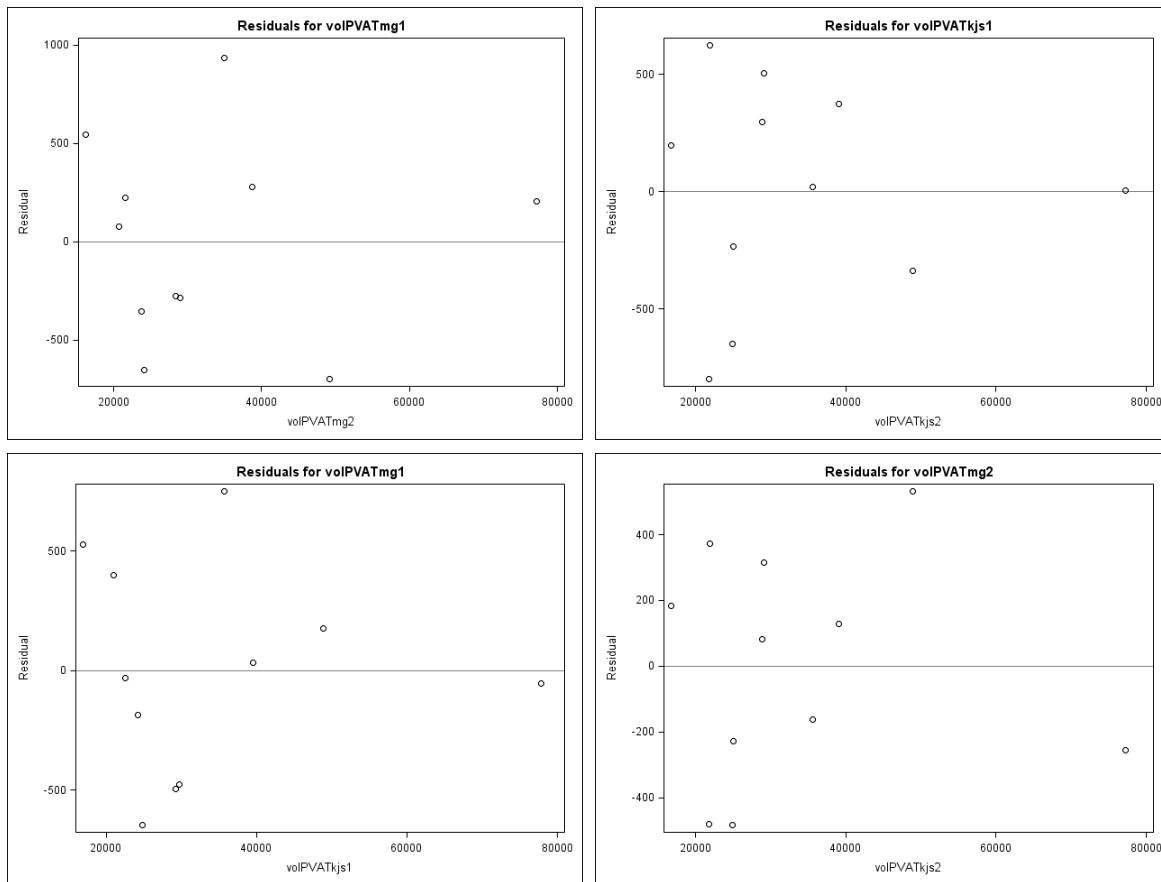 Residuals for volPVATmg1
1000
500
0
-500
Residual
20000 40000 60000 80000
volPVATmg2
Residuals for volPVATkjs1
500
0
-500
Residual
20000 40000 60000 80000
volPVATkjs2
Residuals for volPVATmg1
500
0
-500
Residual
20000 40000 60000 80000
volPVATkjs1
Residuals for volPVATmg2
400
200
0
-200
-400
Residual
20000 40000 60000 80000
volPVATkjs2